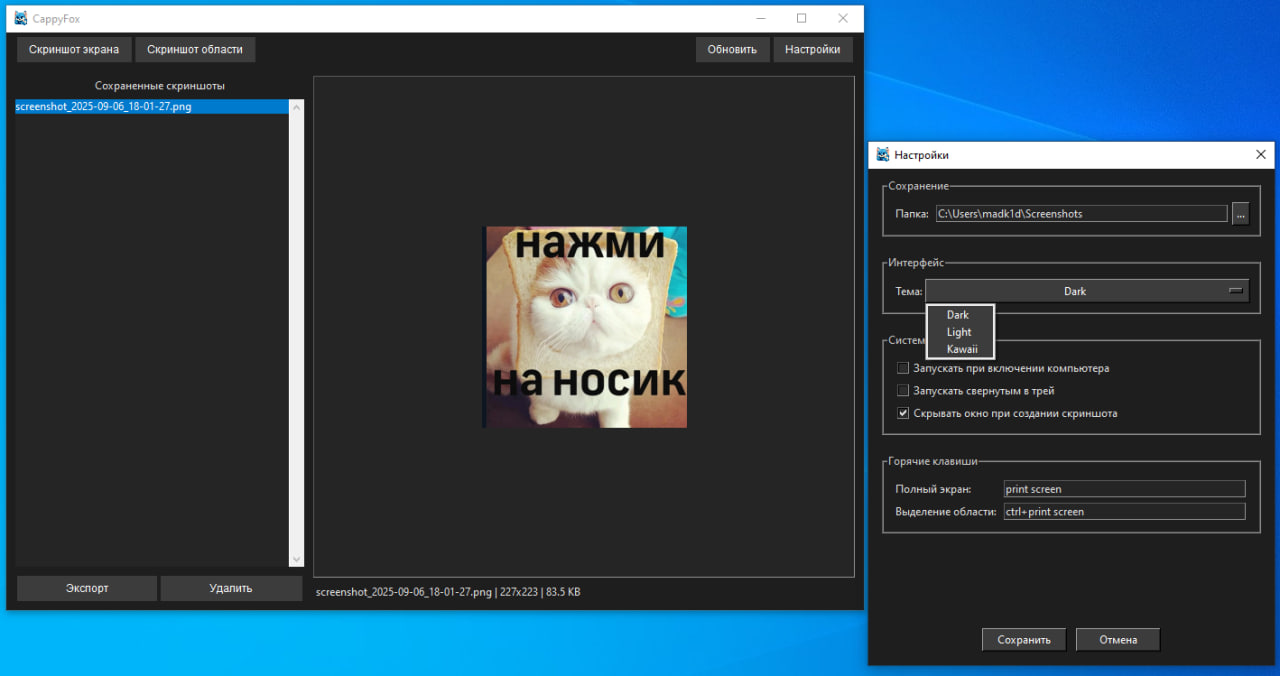 CappyFox
Скриншот экрана
Скриншот области
Обновить
Настройки
Сохраненные скриншоты
screenshot_2025-09-06_18-01-27.png
нажми
на носик
Экспорт
Удалить
screenshot_2025-09-06_18-01-27.png | 227x223 | 83.5 KB
Настройки
Сохранение
Папка: C:\Users\madk1d\Screenshots ...
Интерфейс
Тема: Dark
Dark
Light
Kawaii
Систем
Запускать при включении компьютера
Запускать свернутым в трей
Скрывать окно при создании скриншота
Горячие клавиши
Полный экран: print screen
Выделение области: ctrl+print screen
Сохранить
Отмена